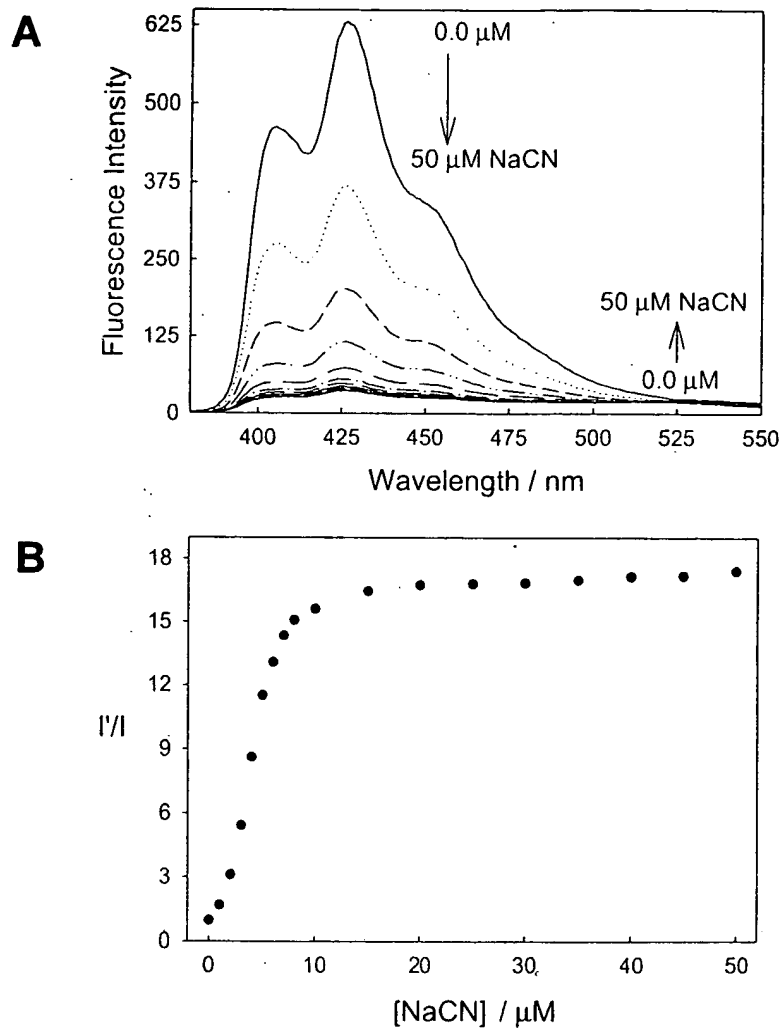 A
Fluorescence Intensity
625
500
375
250
125
0
0.0 μM
50 μM NaCN
50 μM NaCN
0.0 μM
400 425 450 475 500 525 550
Wavelength / nm
B
I'/I
18
15
12
9
6
3
0
0 10 20 30 40 50
[NaCN] / μM